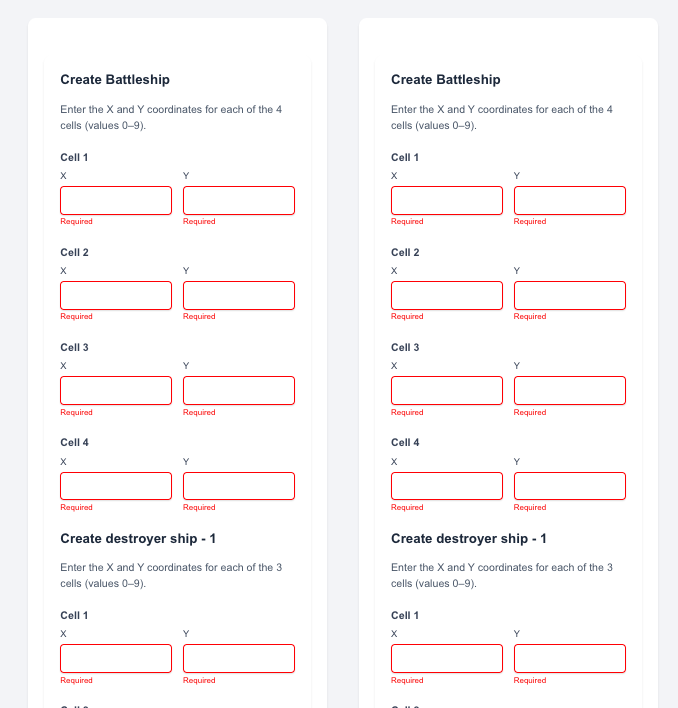 Create Battleship
Enter the X and Y coordinates for each of the 4
cells (values 0–9).
Cell 1
X Y
Required Required
Cell 2
X Y
Required Required
Cell 3
X Y
Required Required
Cell 4
X Y
Required Required
Create destroyer ship - 1
Enter the X and Y coordinates for each of the 3
cells (values 0–9).
Cell 1
X Y
Required Required
Create Battleship
Enter the X and Y coordinates for each of the 4
cells (values 0–9).
Cell 1
X Y
Required Required
Cell 2
X Y
Required Required
Cell 3
X Y
Required Required
Cell 4
X Y
Required Required
Create destroyer ship - 1
Enter the X and Y coordinates for each of the 3
cells (values 0–9).
Cell 1
X Y
Required Required